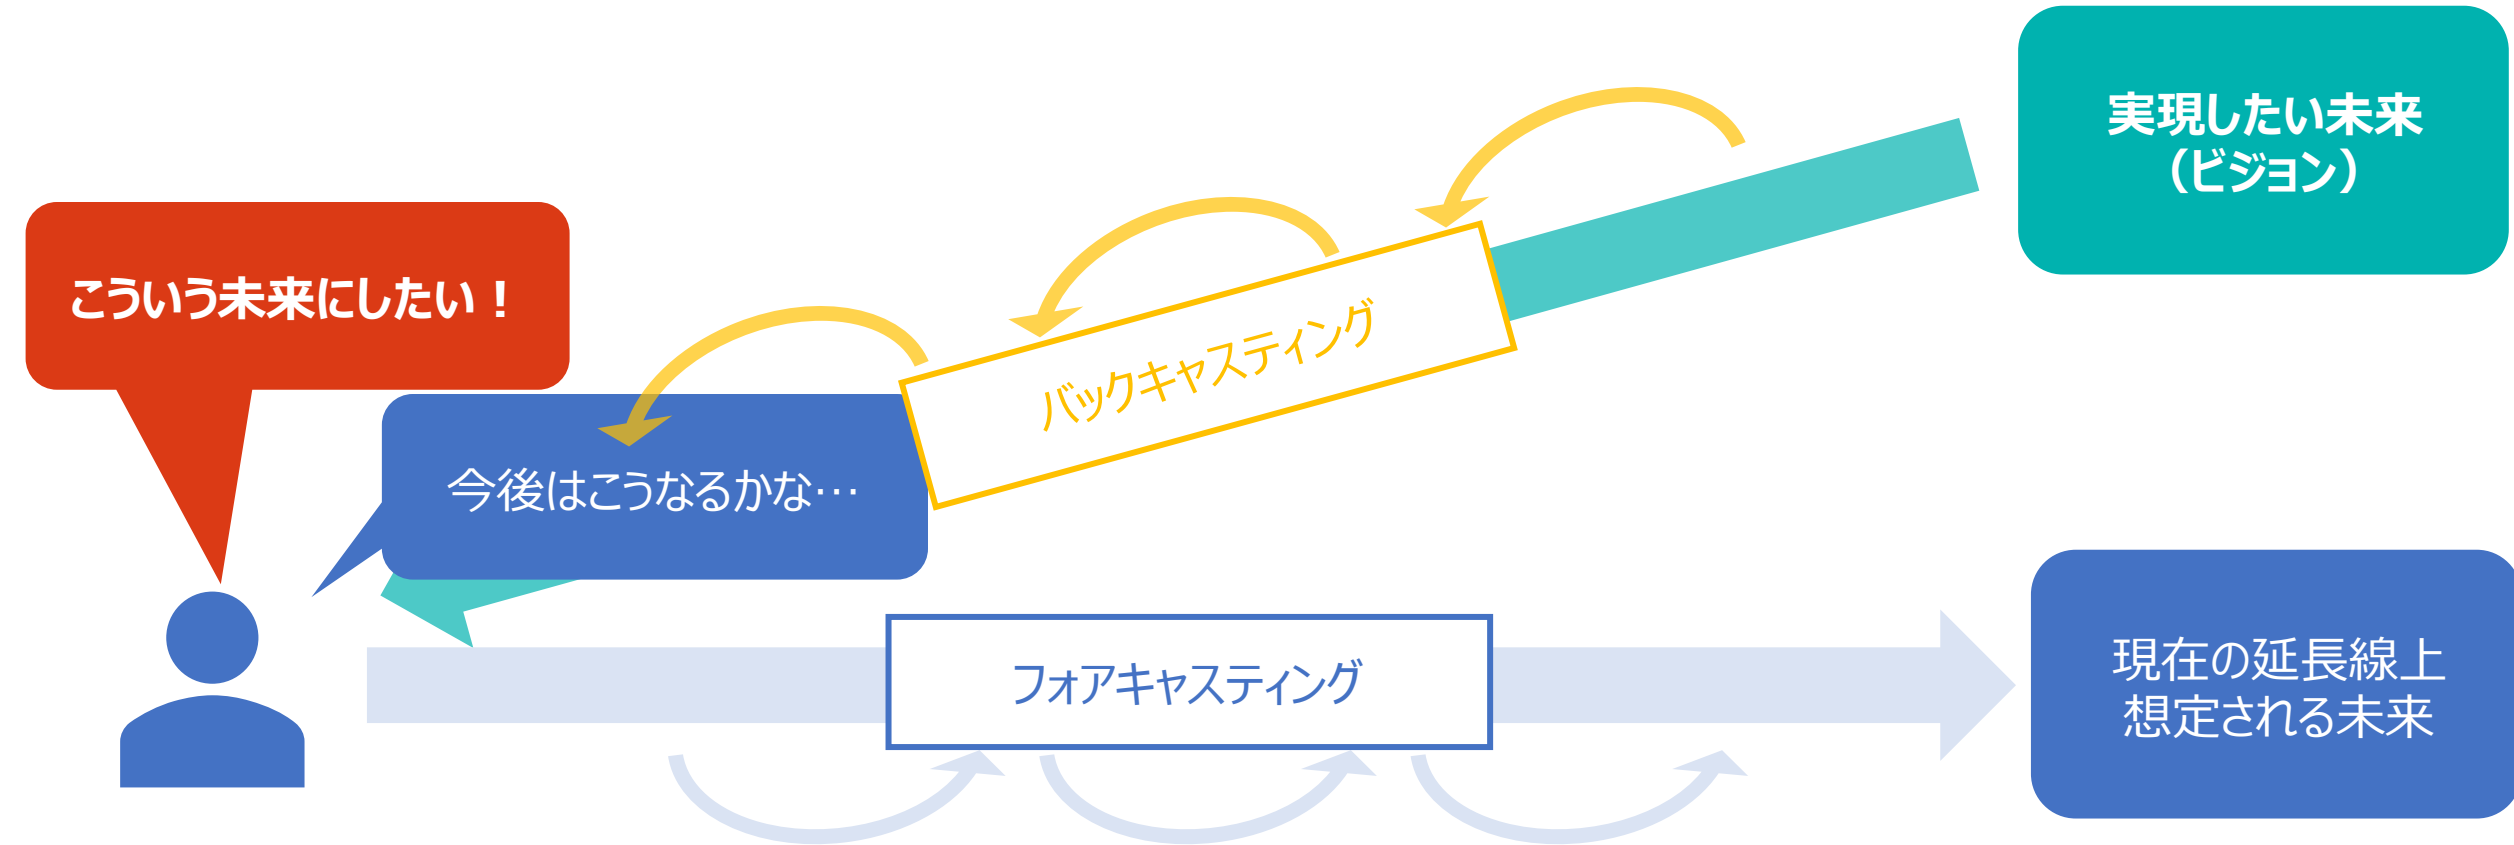 実現したい未来
（ビジョン）
こういう未来にしたい！
バックキャスティング
今後はこうなるかな…
フォアキャスティング
現在の延長線上
想定される未来